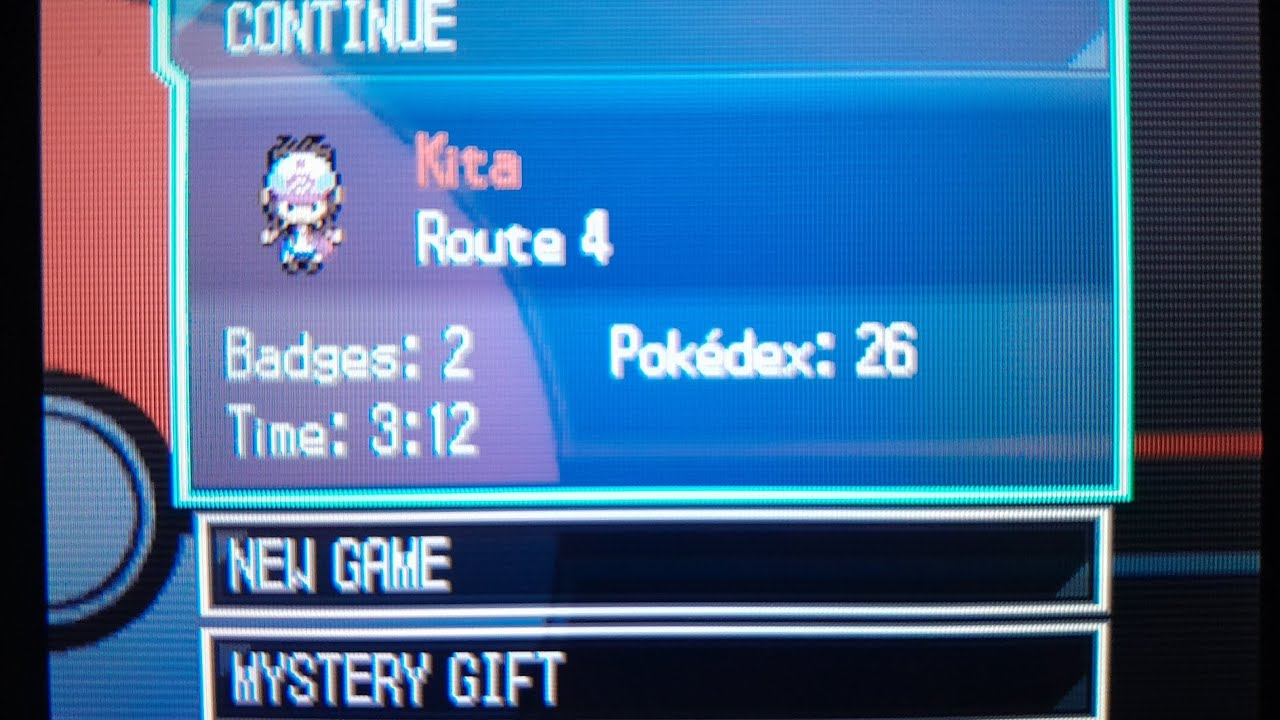 CONTINUE
Kita
Route 4
Badges: 2 Pokédex: 26
Time: 3:12
NEW GAME
MYSTERY GIFT